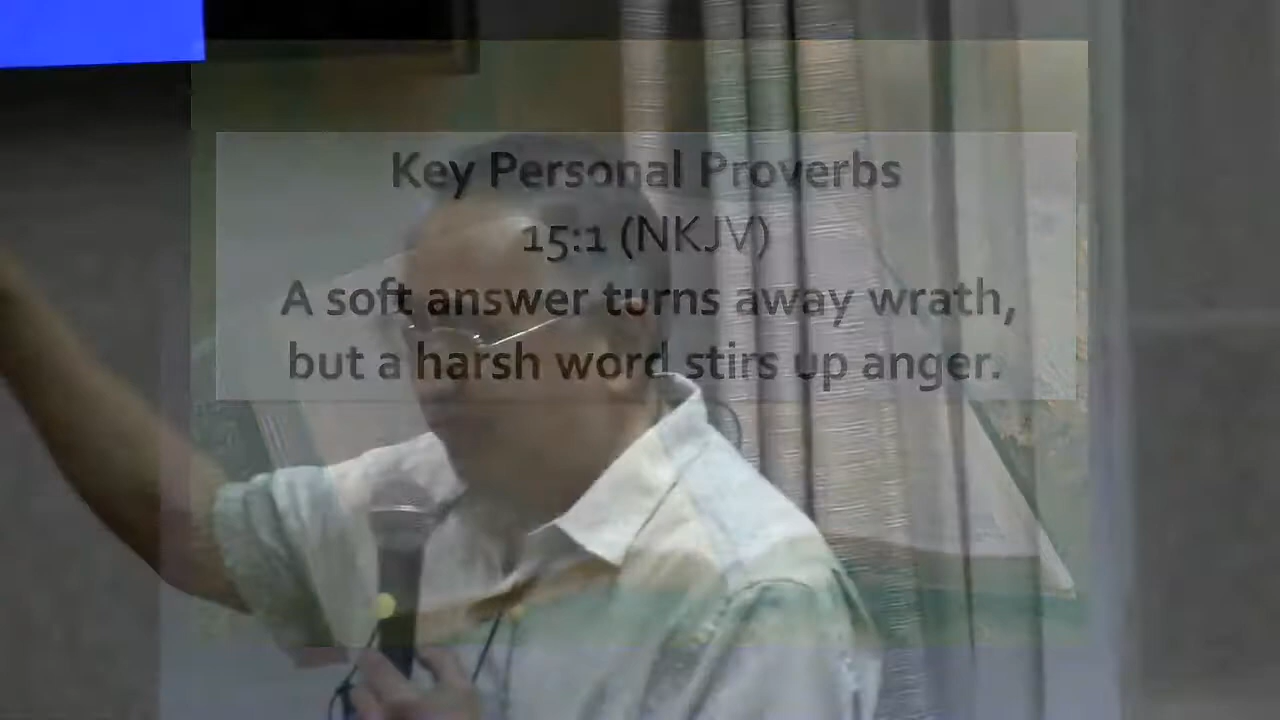 Key Personal Proverbs
15:1 (NKJV)
A soft answer turns away wrath,
but a harsh word stirs up anger.